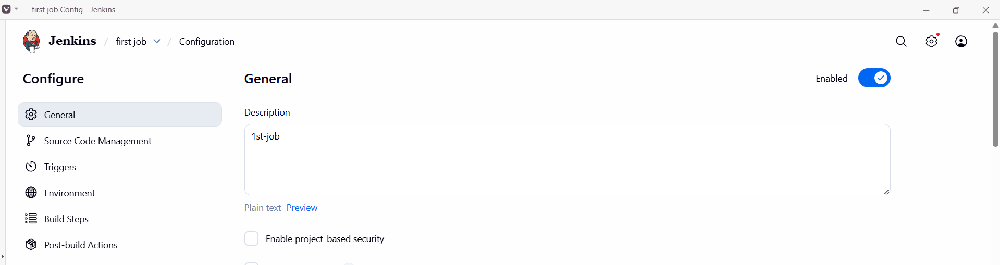 first job Config - Jenkins
Jenkins / first job / Configuration
Configure
General
Source Code Management
Triggers
Environment
Build Steps
Post-build Actions
General
Enabled
Description
1st-job
Plain text Preview
Enable project-based security